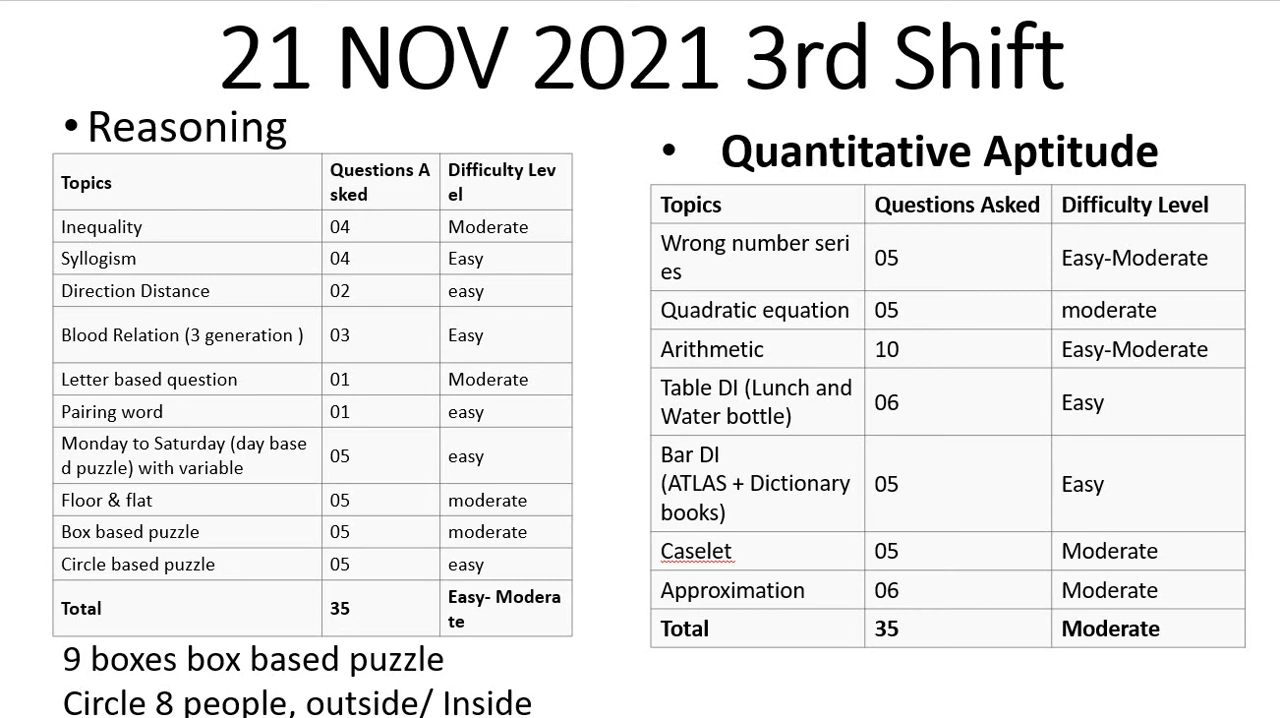 21 NOV 2021 3rd Shift
• Reasoning
Topics Questions A Difficulty Lev
sked el
Inequality 04 Moderate
Syllogism 04 Easy
Direction Distance 02 easy
Blood Relation (3 generation ) 03 Easy
Letter based question 01 Moderate
Pairing word 01 easy
Monday to Saturday (day base
d puzzle) with variable 05 easy
Floor & flat 05 moderate
Box based puzzle 05 moderate
Circle based puzzle 05 easy
Total 35 Easy- Modera
te
9 boxes box based puzzle
Circle 8 people, outside/ Inside
• Quantitative Aptitude
Topics Questions Asked Difficulty Level
Wrong number seri
es 05 Easy-Moderate
Quadratic equation 05 moderate
Arithmetic 10 Easy-Moderate
Table DI (Lunch and
Water bottle) 06 Easy
Bar DI
(ATLAS + Dictionary 05 Easy
books)
Caselet 05 Moderate
Approximation 06 Moderate
Total 35 Moderate